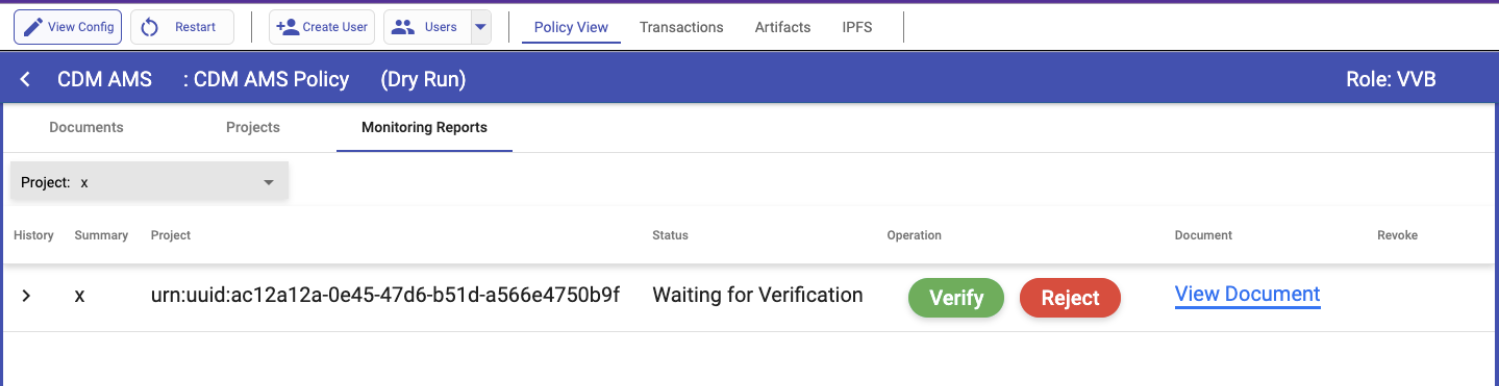 View Config Restart Create User Users Policy View Transactions Artifacts IPFS
CDM AMS : CDM AMS Policy (Dry Run) Role: VVB
Documents Projects Monitoring Reports
Project: x
History Summary Project Status Operation Document Revoke
x urn:uuid:ac12a12a-0e45-47d6-b51d-a566e4750b9f Waiting for Verification Verify Reject View Document